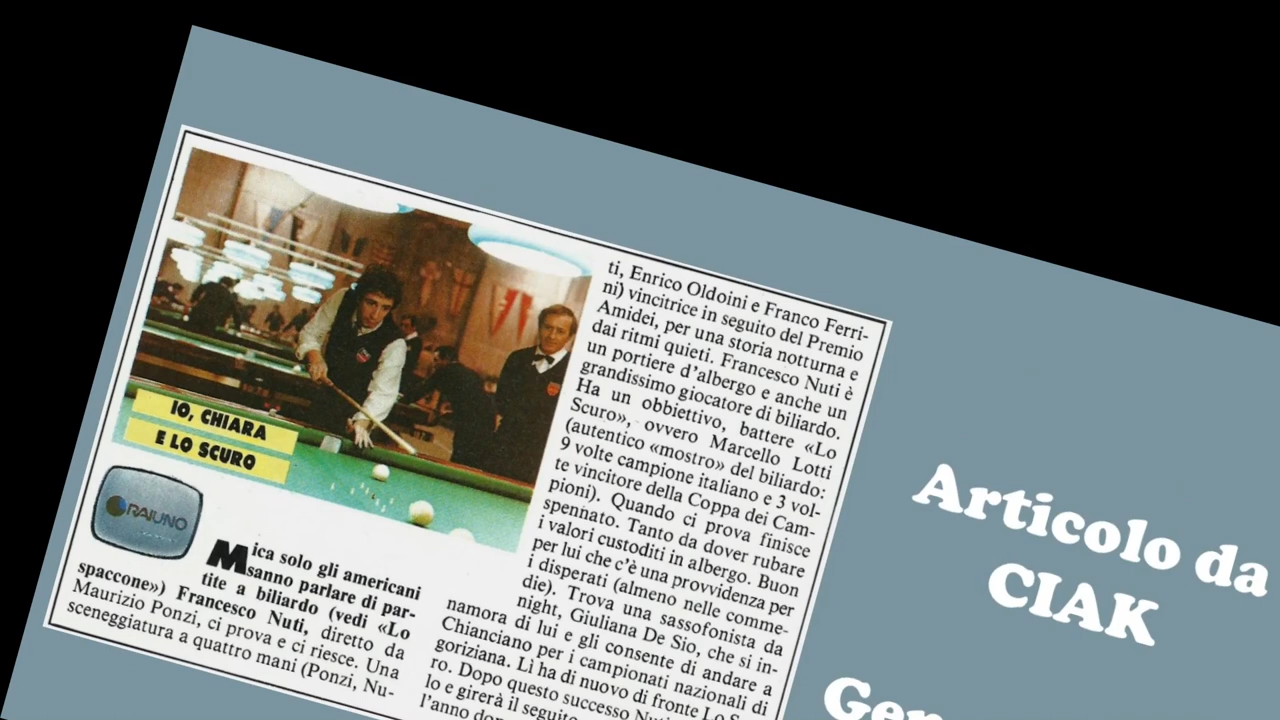 IO, CHIARA
E LO SCURO
RAIUNO
Mica solo gli americani
sanno parlare di par-
tite a biliardo (vedi «Lo
spaccone») Francesco Nuti, diretto da
Maurizio Ponzi, ci prova e ci riesce. Una
sceneggiatura a quattro mani (Ponzi, Nu-
ti, Enrico Oldoini e Franco Ferri-
ni) vincitrice in seguito del Premio
Amidei, per una storia notturna e
dai ritmi quieti. Francesco Nuti è
un portiere d'albergo e anche un
grandissimo giocatore di biliardo.
Ha un obbiettivo, battere «Lo
Scuro», ovvero Marcello Lotti
(autentico «mostro» del biliardo:
9 volte campione italiano e 3 vol-
te vincitore della Coppa dei Cam-
pioni). Quando ci prova finisce
spennato. Tanto da dover rubare
i valori custoditi in albergo. Buon
per lui che c'è una provvidenza per
i disperati (almeno nelle comme-
die). Trova una sassofonista da
night, Giuliana De Sio, che si in-
namora di lui e gli consente di andare a
Chianciano per i campionati nazionali di
goriziana. Lì ha di nuovo di fronte Lo
ro. Dopo questo successo
lo e girerà il seguito
l'anno
Articolo da
CIAK